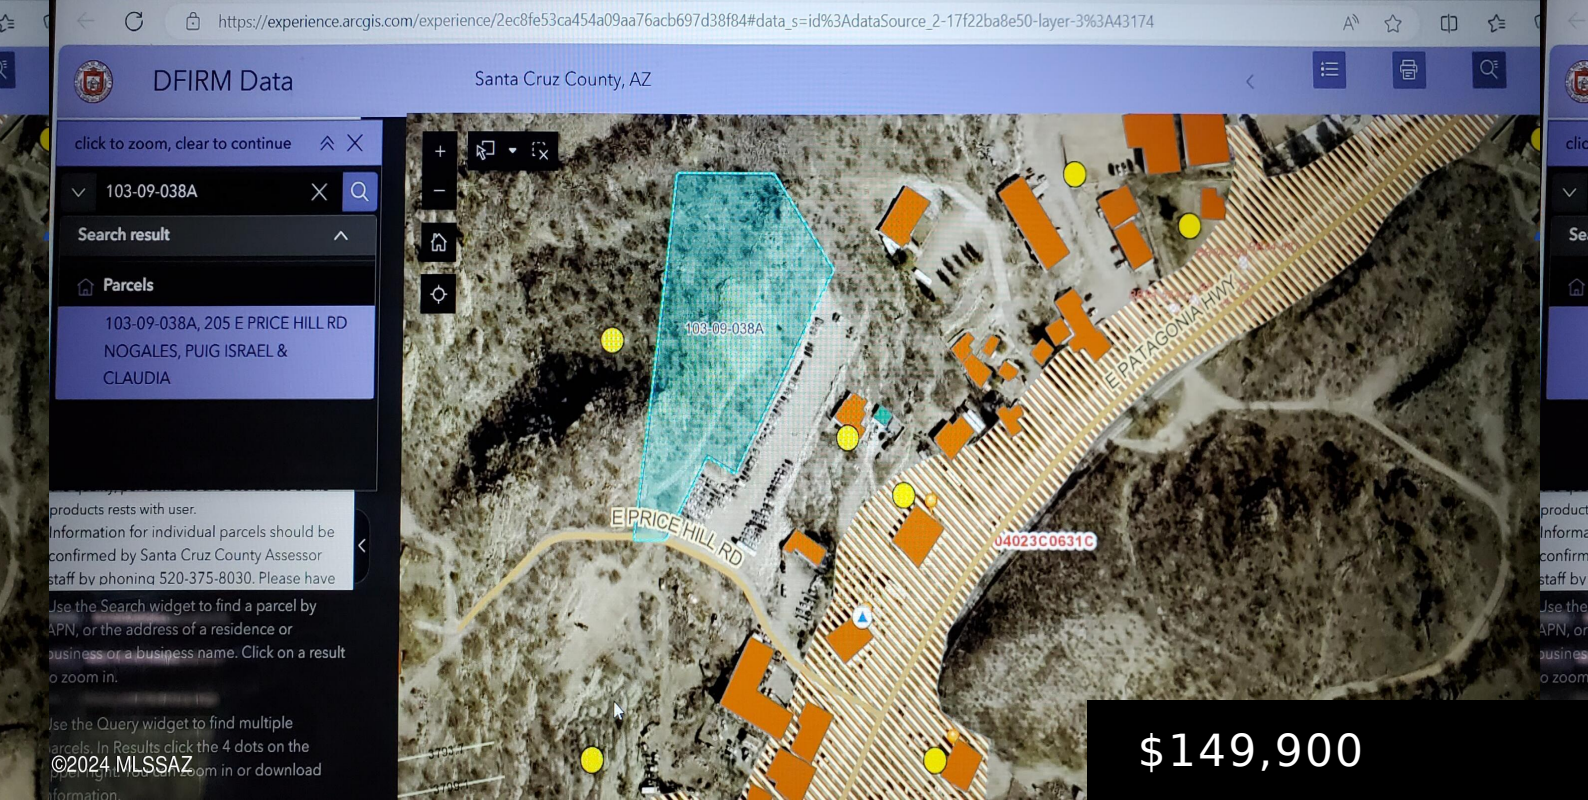 https://experience.arcgis.com/experience/2ec8fe53ca454a09aa76acb697d38f84#data_s=id%3AdataSource_2-17f22ba8e50-layer-3%3A43174
DFIRM Data
Santa Cruz County, AZ
click to zoom, clear to continue
103-09-038A
Search result
Parcels
103-09-038A, 205 E PRICE HILL RD
NOGALES, PUIG ISRAEL &
CLAUDIA
products rests with user.
Information for individual parcels should be
confirmed by Santa Cruz County Assessor
staff by phoning 520-375-8030. Please have
Use the Search widget to find a parcel by
APN, or the address of a residence or
business or a business name. Click on a result
to zoom in.
Use the Query widget to find multiple
parcels. In Results click the 4 dots on the
upper right. You can zoom in or download
information.
©2024 MLSSAZ
103-09-038A
E PRICE HILL RD
E PATAGONIA HWY
04023C0631C
$149,900